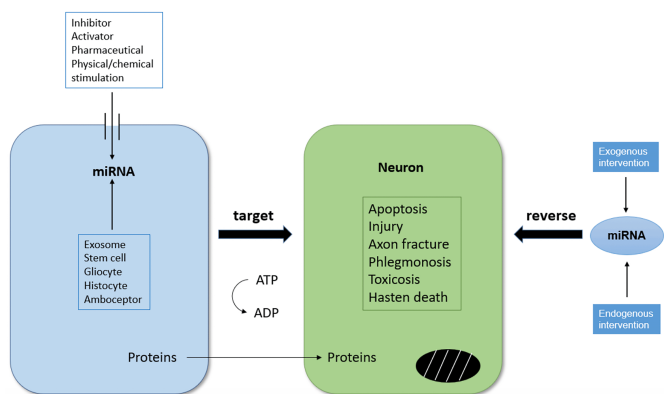 Inhibitor
Activator
Pharmaceutical
Physical/chemical
stimulation
miRNA
Exosome
Stem cell
Gliocyte
Histocyte
Amboceptor
Proteins
target
ATP
ADP
Neuron
Apoptosis
Injury
Axon fracture
Phlegmonosis
Toxicosis
Hasten death
Proteins
reverse
Exogenous
intervention
miRNA
Endogenous
intervention